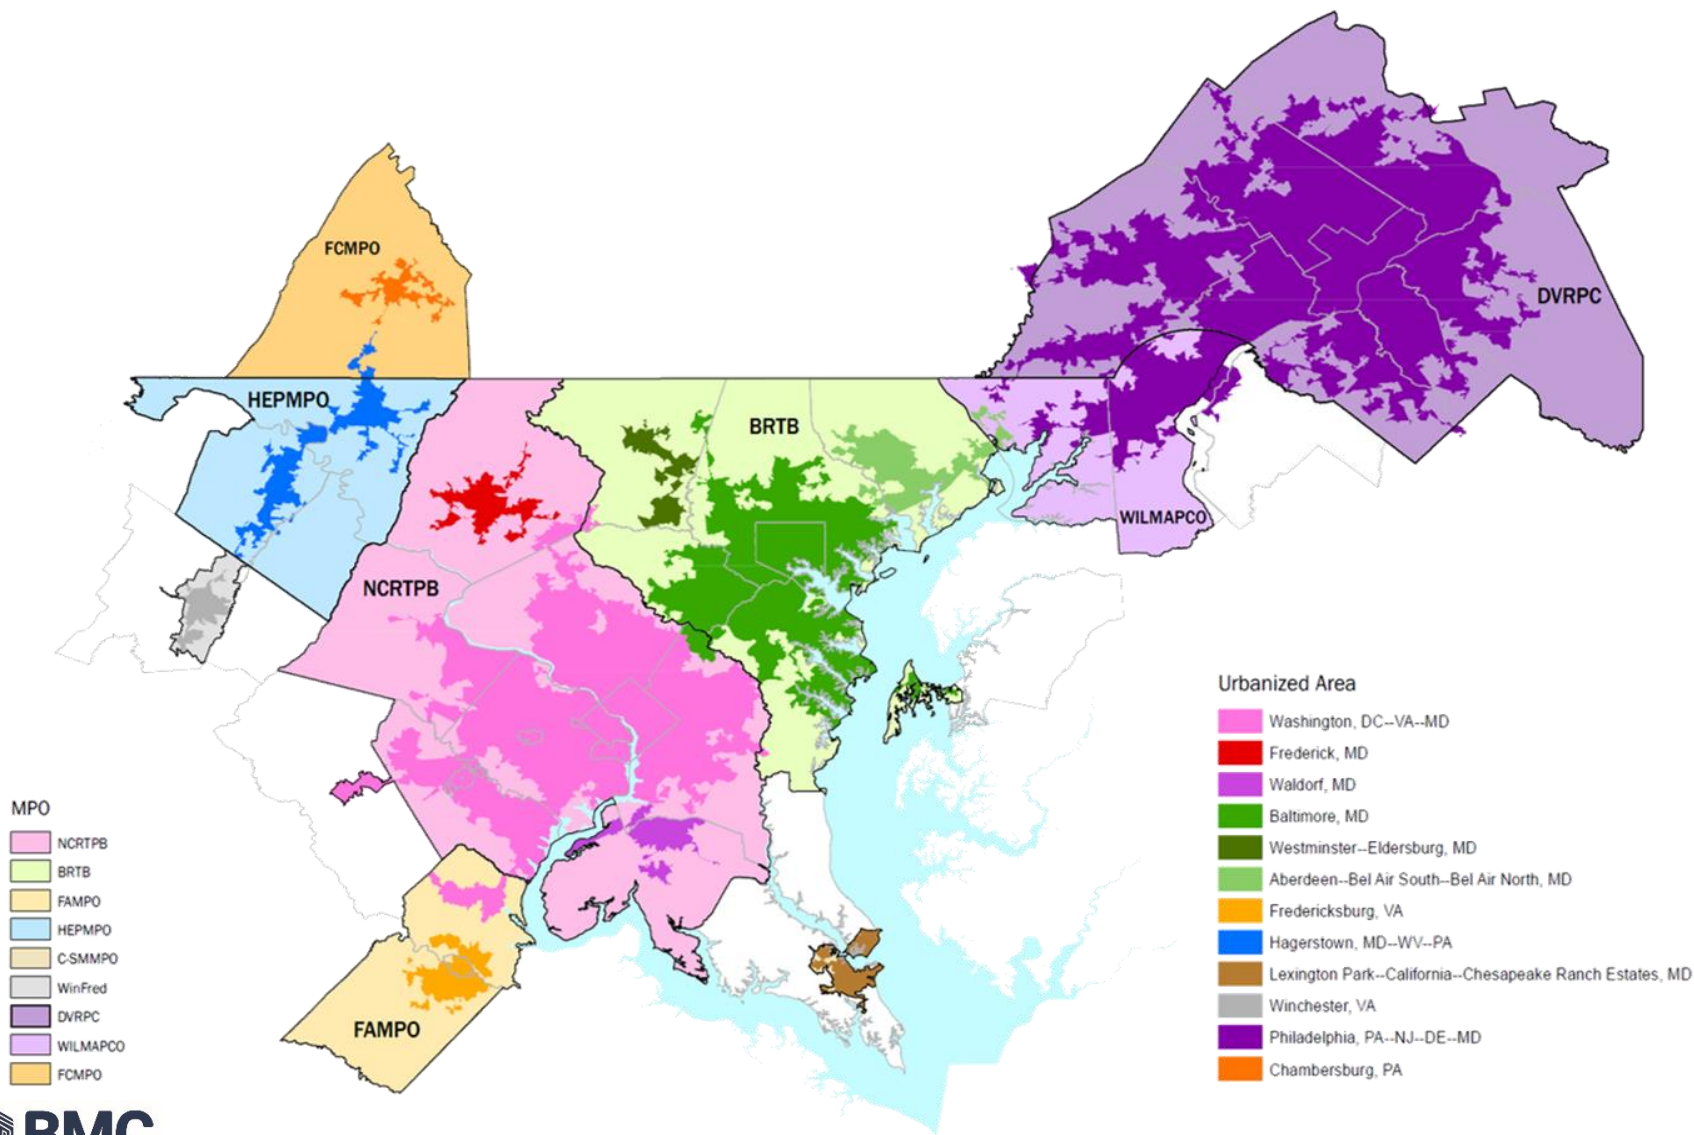 FCMPO
DVRPC
HEPMPO
BRTB
WILMAPCO
NCRTPB
FAMPO
MPO
NCRTPB
BRTB
FAMPO
HEPMPO
C-SMMPO
WinFred
DVRPC
WILMAPCO
FCMPO
Urbanized Area
Washington, DC--VA--MD
Frederick, MD
Waldorf, MD
Baltimore, MD
Westminster--Eldersburg, MD
Aberdeen--Bel Air South--Bel Air North, MD
Fredericksburg, VA
Hagerstown, MD--WV--PA
Lexington Park--California--Chesapeake Ranch Estates, MD
Winchester, VA
Philadelphia, PA--NJ--DE--MD
Chambersburg, PA
BMC